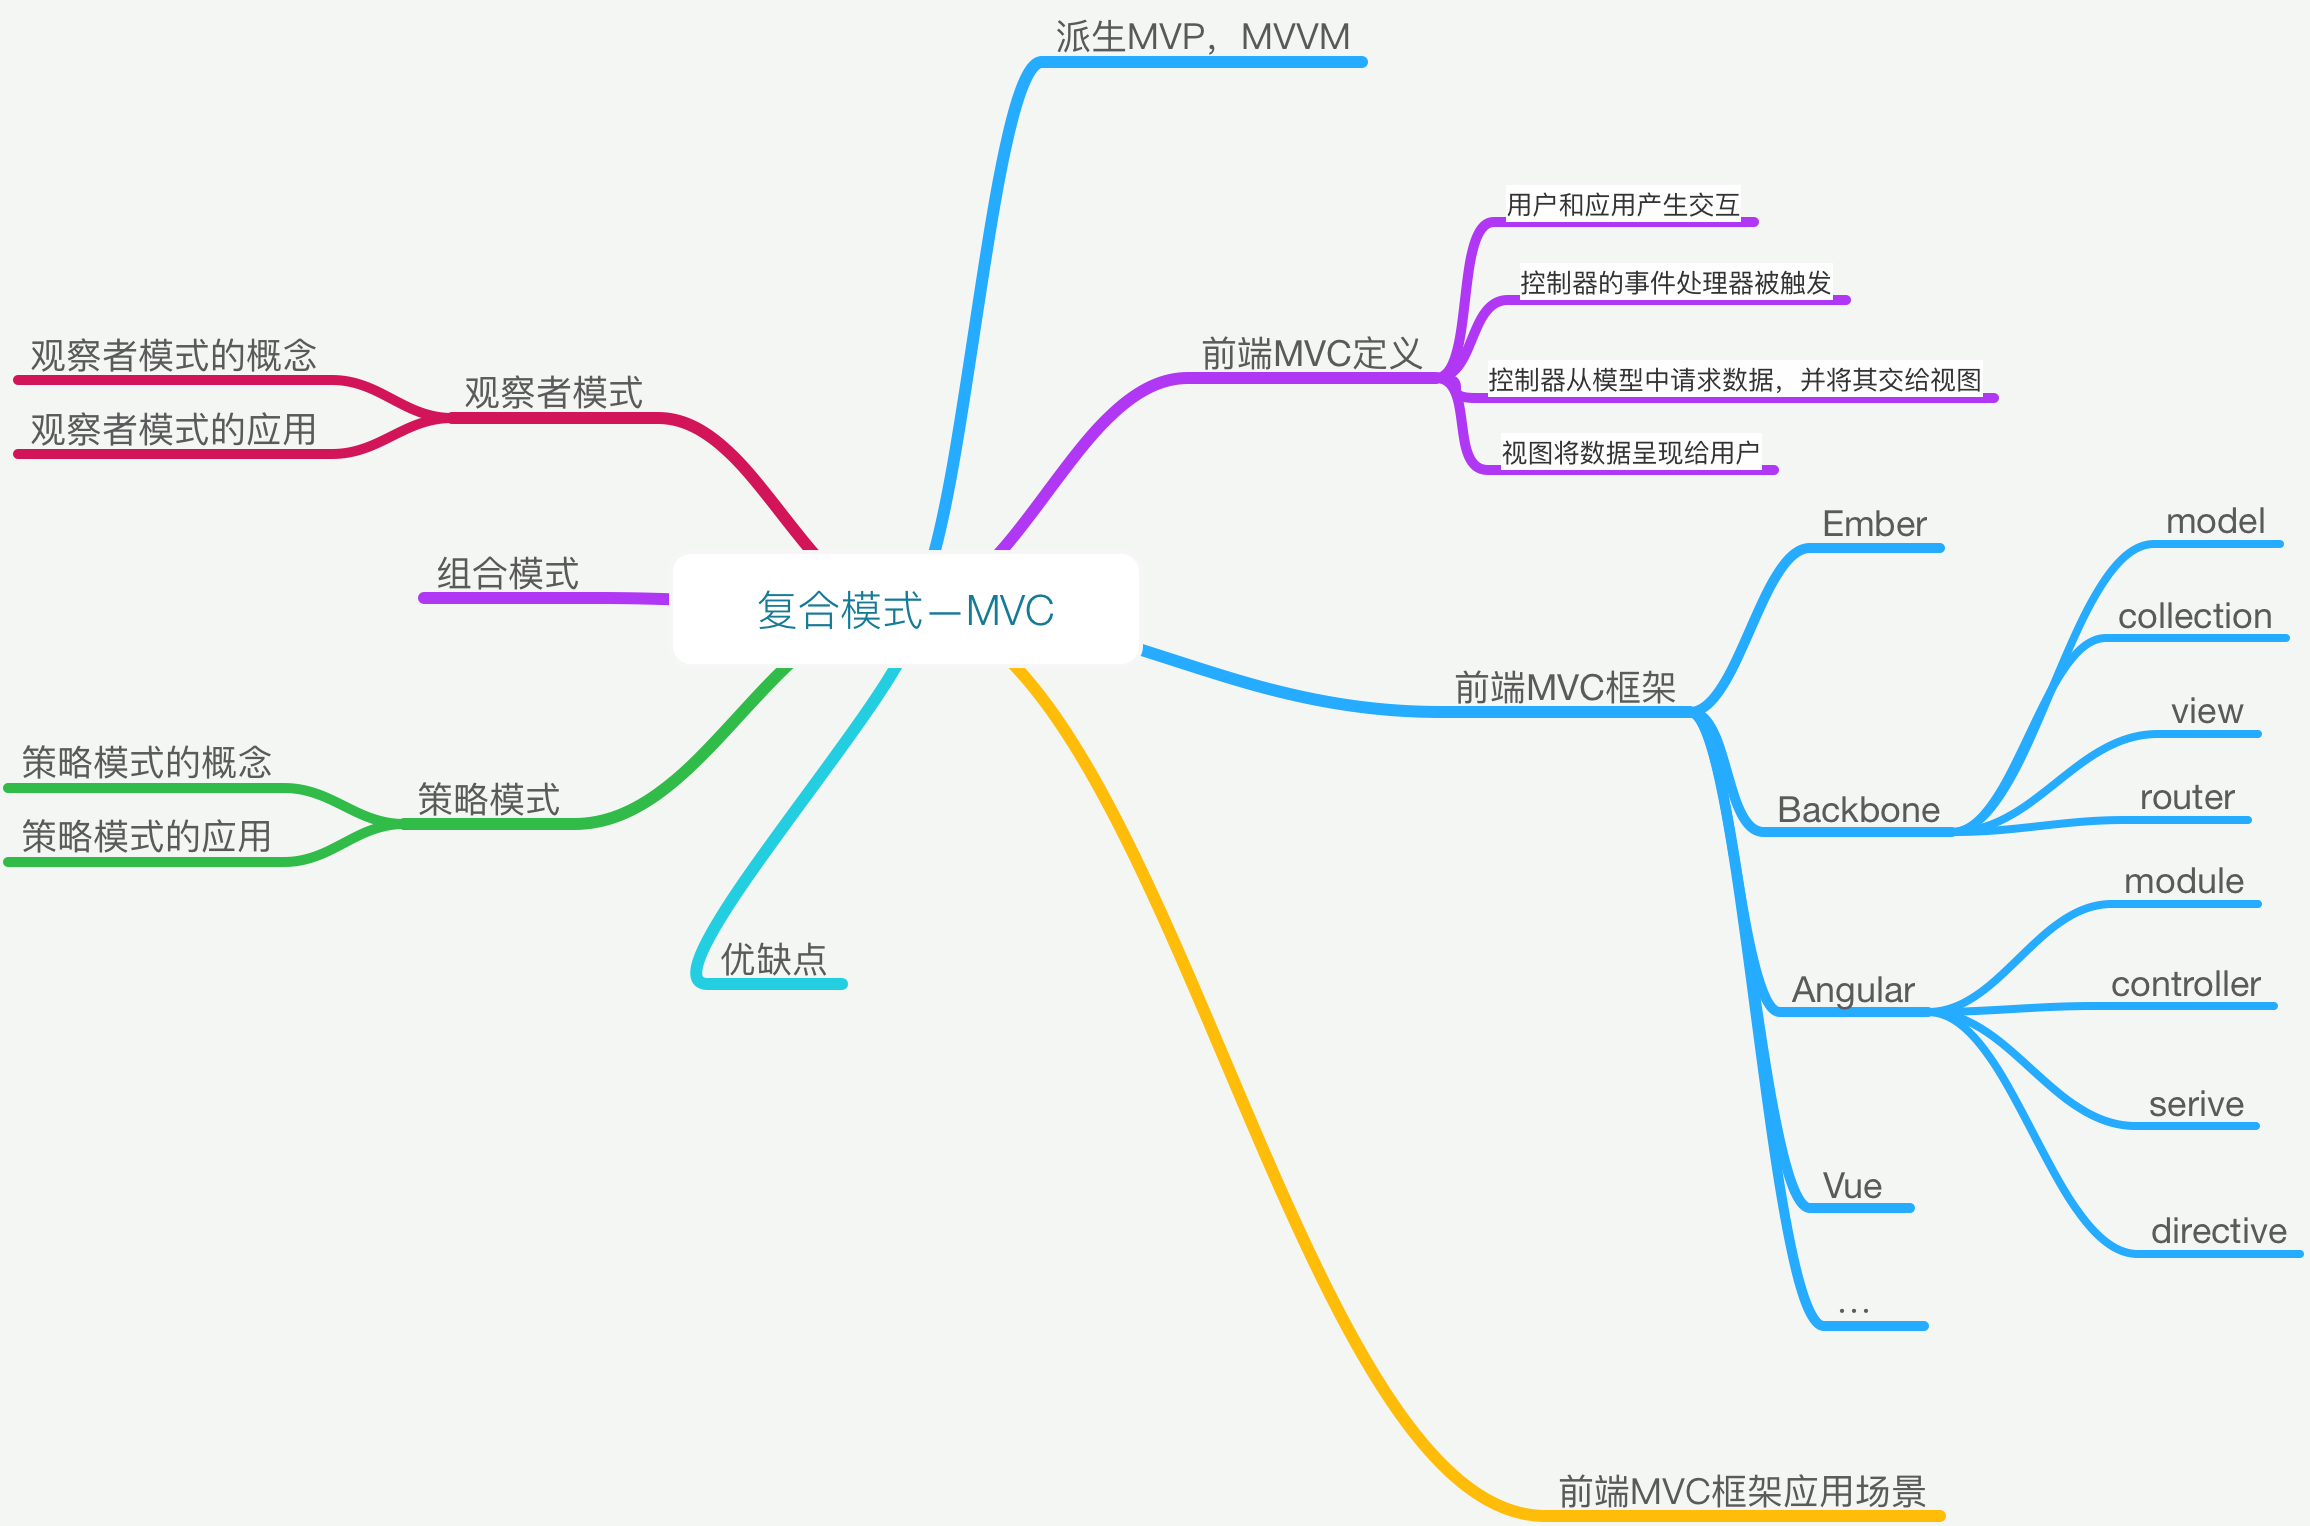 派生MVP，MVVM
用户和应用产生交互
控制器的事件处理器被触发
前端MVC定义
控制器从模型中请求数据，并将其交给视图
视图将数据呈现给用户
观察者模式的概念
观察者模式
观察者模式的应用
组合模式
复合模式—MVC
策略模式的概念
策略模式
策略模式的应用
优缺点
前端MVC框架
Ember
Backbone
model
collection
view
router
Angular
module
controller
serive
directive
Vue
...
前端MVC框架应用场景